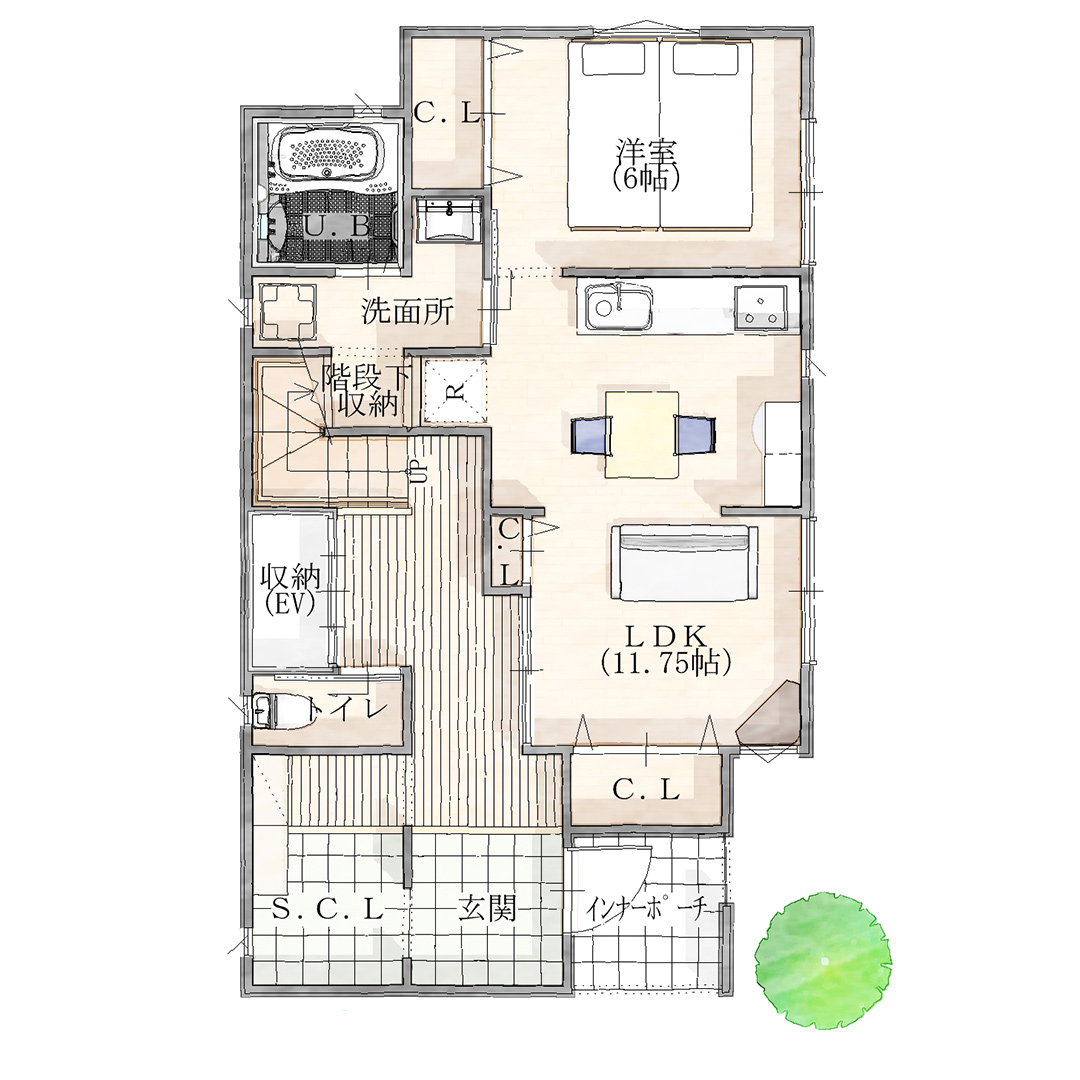 C.L
洋室
(6帖)
U.B
洗面所
階段下
収納
R
UP
C.L
収納
(EV)
LDK
(11.75帖)
トイレ
C.L
S.C.L
玄関
インナーポーチ